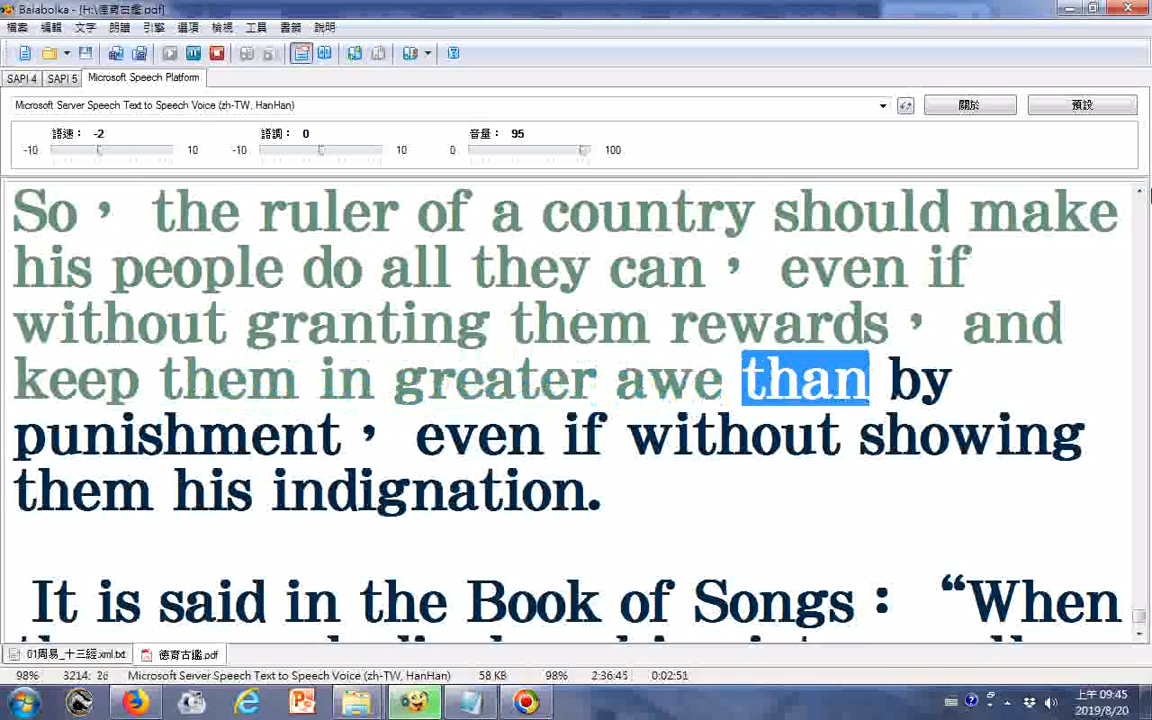 Balabolka - [H:\德育古鑑.pdf]
檔案 編輯 文字 朗讀 引擎 選項 檢視 工具 書籤 說明
SAPI 4 SAPI 5 Microsoft Speech Platform
Microsoft Server Speech Text to Speech Voice (zh-TW, HanHan) 關於 預設
語速： -2 語調： 0 音量： 95
-10 10 -10 10 0 100
So， the ruler of a country should make
his people do all they can， even if
without granting them rewards， and
keep them in greater awe than by
punishment， even if without showing
them his indignation.
It is said in the Book of Songs：“When
01周易_十三經.xml.txt 德育古鑑.pdf
98% 3214: 26 Microsoft Server Speech Text to Speech Voice (zh-TW, HanHan) 58 KB 98% 2:36:45 0:02:51
上午 09:45
2019/8/20